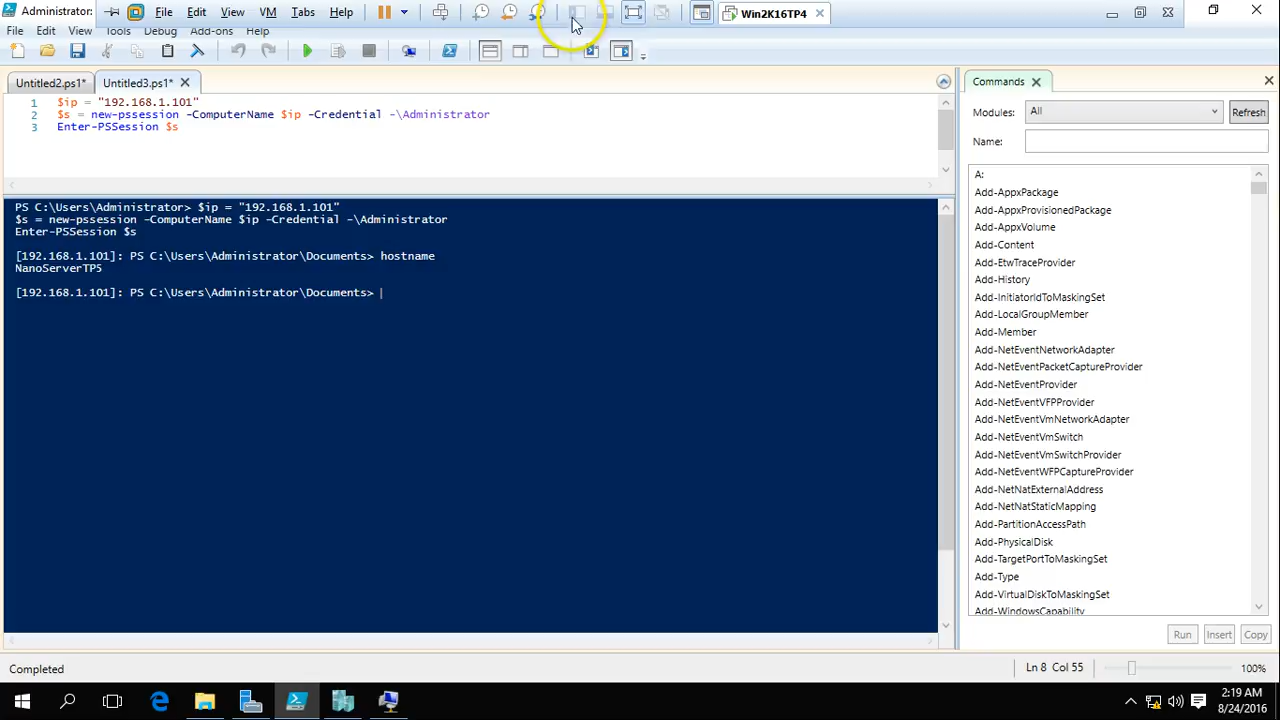 Administrator:
File
Edit
View
VM
Tabs
Help
Win2K16TP4
File
Edit
View
Tools
Debug
Add-ons
Help
Untitled2.ps1*
Untitled3.ps1*
1 $ip = "192.168.1.101"
2 $s = new-pssession -ComputerName $ip -Credential ~\Administrator
3 Enter-PSSession $s
PS C:\Users\Administrator> $ip = "192.168.1.101"
$s = new-pssession -ComputerName $ip -Credential ~\Administrator
Enter-PSSession $s
[192.168.1.101]: PS C:\Users\Administrator\Documents> hostname
NanoServerTP5
[192.168.1.101]: PS C:\Users\Administrator\Documents>
Commands
Modules:
All
Refresh
Name:
A:
Add-AppxPackage
Add-AppxProvisionedPackage
Add-AppxVolume
Add-Content
Add-EtwTraceProvider
Add-History
Add-InitiatorIdToMaskingSet
Add-LocalGroupMember
Add-Member
Add-NetEventNetworkAdapter
Add-NetEventPacketCaptureProvider
Add-NetEventProvider
Add-NetEventVFPProvider
Add-NetEventVmNetworkAdapter
Add-NetEventVmSwitch
Add-NetEventVmSwitchProvider
Add-NetEventWFPCaptureProvider
Add-NetNatExternalAddress
Add-NetNatStaticMapping
Add-PartitionAccessPath
Add-PhysicalDisk
Add-TargetPortToMaskingSet
Add-Type
Add-VirtualDiskToMaskingSet
Add-WindowsCapability
Run
Insert
Copy
Completed
Ln 8 Col 55
100%
2:19 AM
8/24/2016